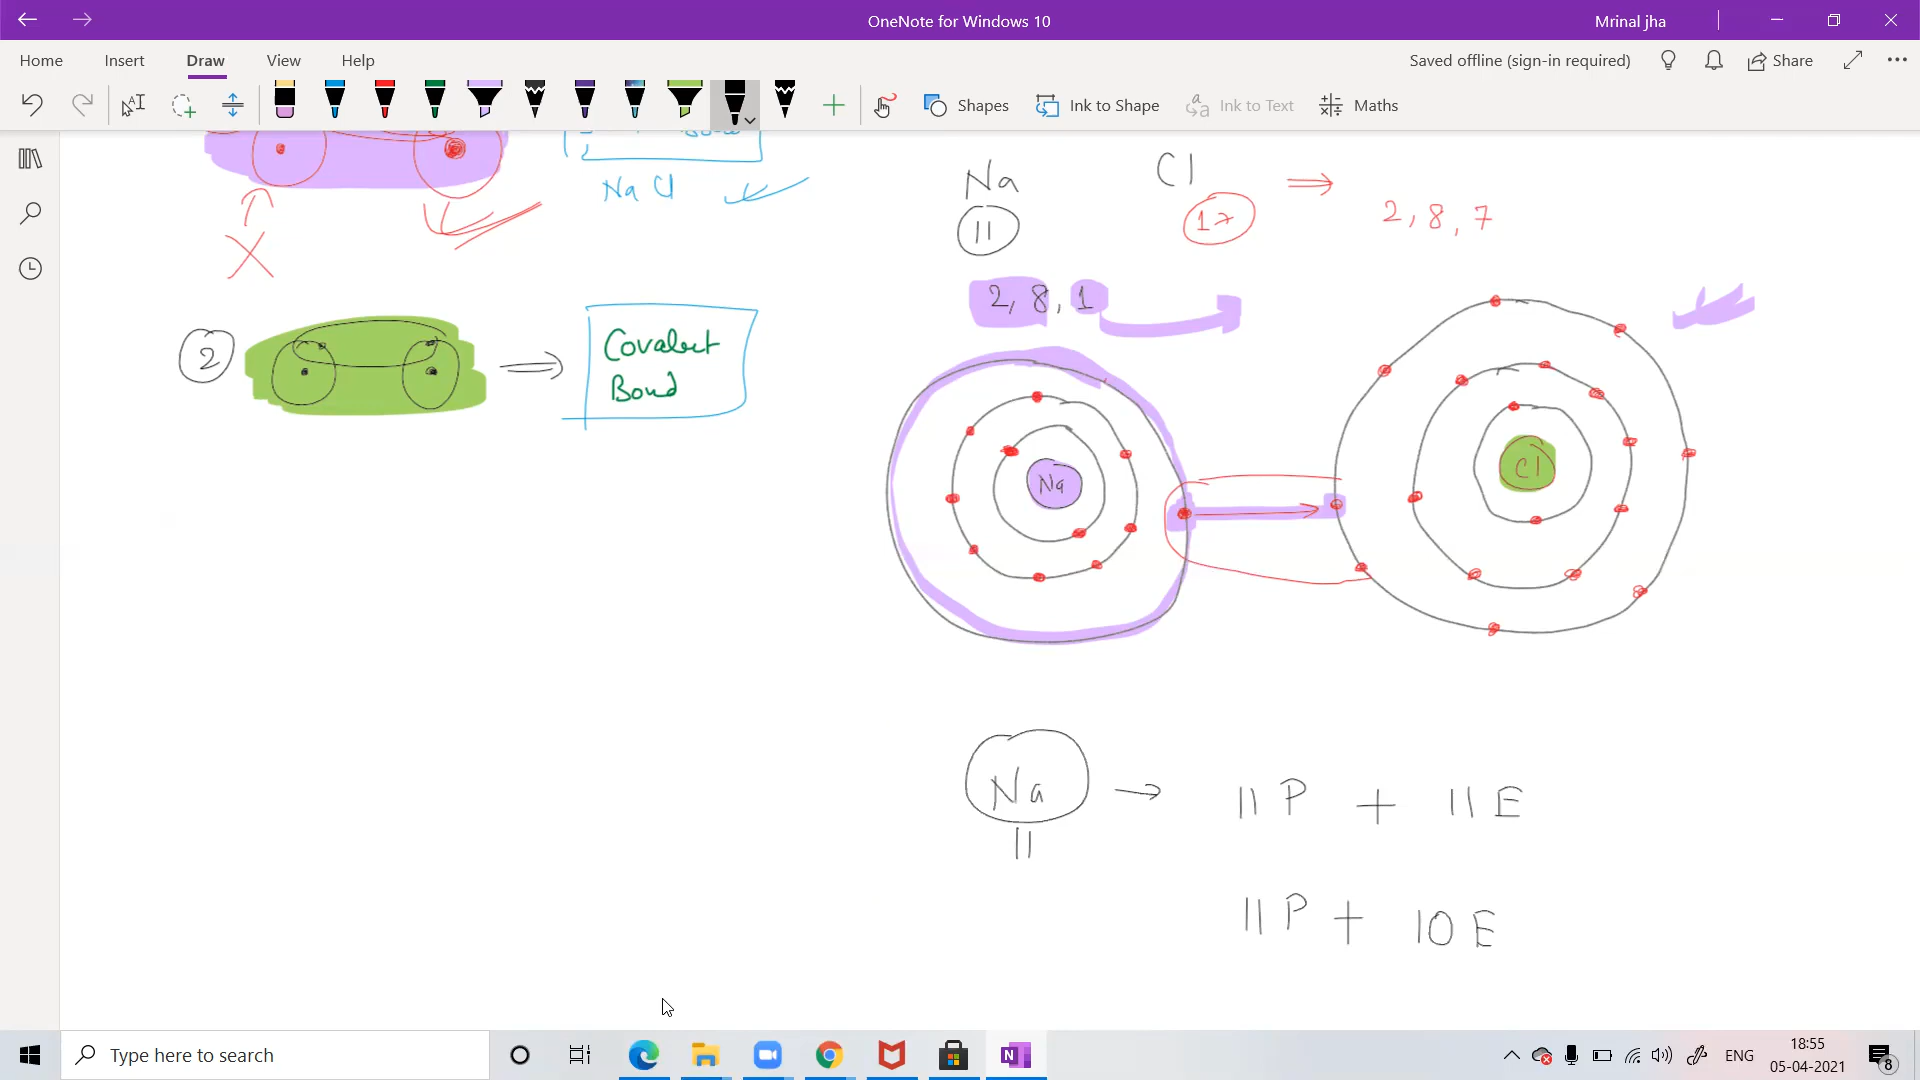 OneNote for Windows 10
Mrinal jha
Home Insert Draw View Help
Saved offline (sign-in required)
Share
Shapes
Ink to Shape
Ink to Text
Maths
Na Cl
Na
11
Cl
17
2, 8, 7
2, 8, 1
2
Covalent
Bond
Na
Cl
Na
11
11 P + 11 E
11 P + 10 E
Type here to search
ENG
18:55
05-04-2021
8